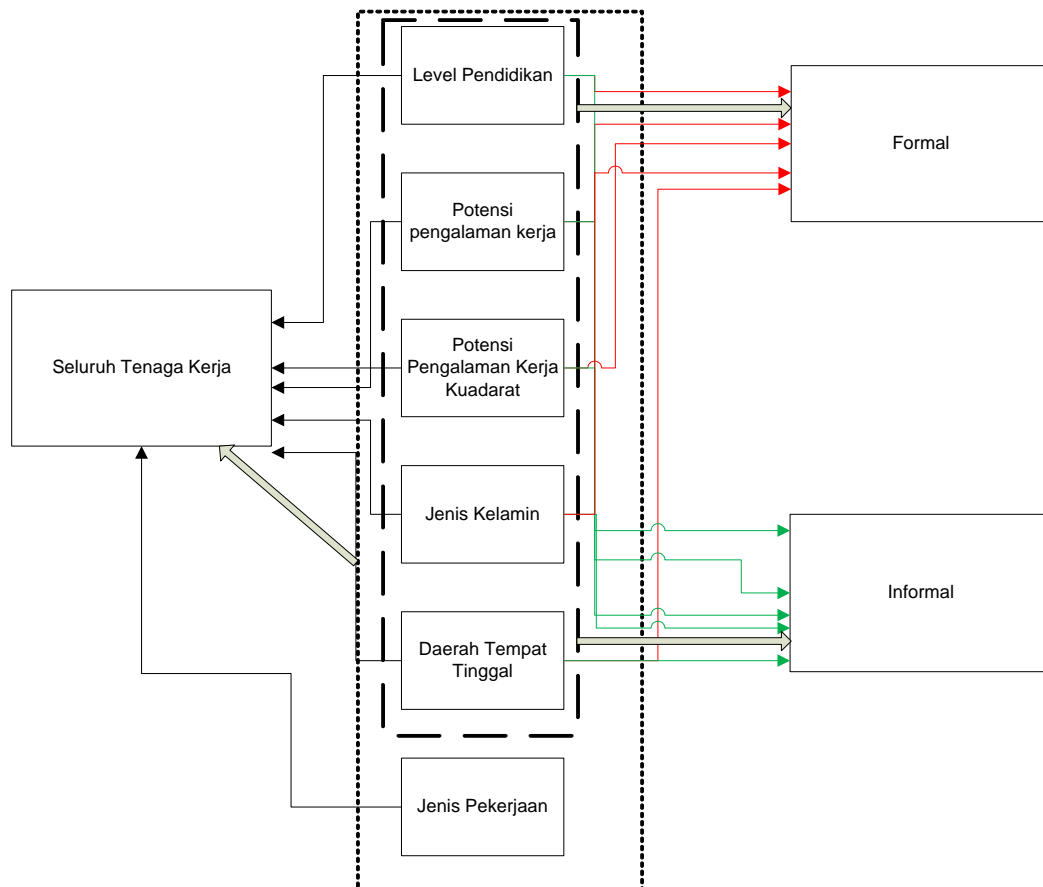 Level Pendidikan
Formal
Potensi
pengalaman kerja
Seluruh Tenaga Kerja
Potensi
Pengalaman Kerja
Kuadarat
Jenis Kelamin
Informal
Daerah Tempat
Tinggal
Jenis Pekerjaan